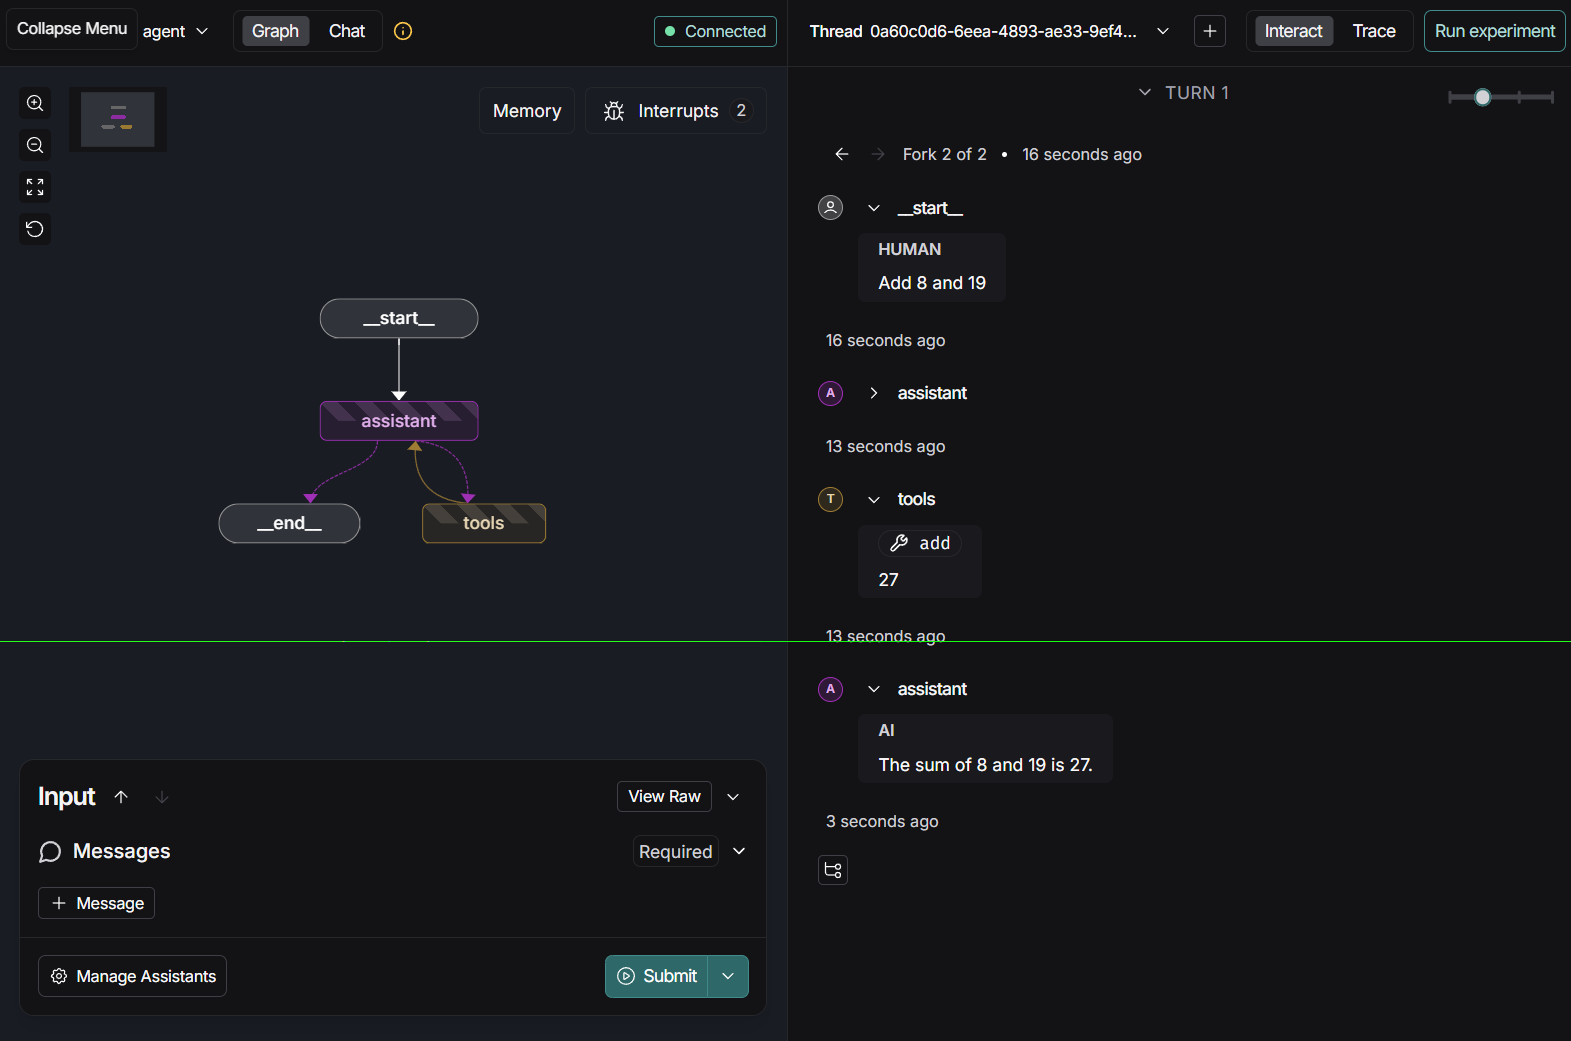 Collapse Menu
agent
Graph
Chat
Connected
Memory
Interrupts 2
__start__
assistant
__end__
tools
Input
View Raw
Messages
Required
Message
Manage Assistants
Submit
Thread 0a60c0d6-6eea-4893-ae33-9ef4...
Interact
Trace
Run experiment
TURN 1
Fork 2 of 2 • 16 seconds ago
__start__
HUMAN
Add 8 and 19
16 seconds ago
A
assistant
13 seconds ago
T
tools
add
27
13 seconds ago
A
assistant
AI
The sum of 8 and 19 is 27.
3 seconds ago